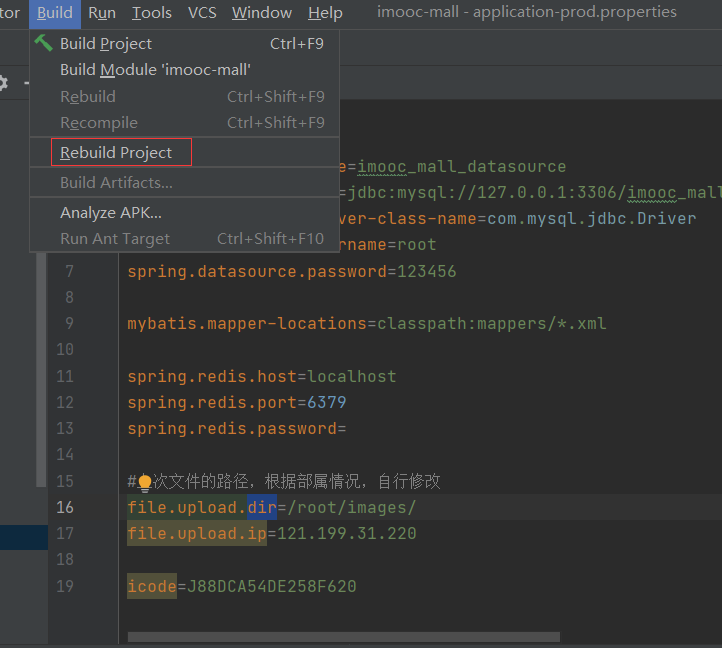 tor Build Run Tools VCS Window Help imooc-mall - application-prod.properties
Build Project Ctrl+F9
Build Module 'imooc-mall'
Rebuild Ctrl+Shift+F9
Recompile Ctrl+Shift+F9
Rebuild Project
e=imooc_mall_datasource
Build Artifacts...
=jdbc:mysql://127.0.0.1:3306/imooc_mall
Analyze APK...
ver-class-name=com.mysql.jdbc.Driver
Run Ant Target Ctrl+Shift+F10
rname=root
7 spring.datasource.password=123456
8
9 mybatis.mapper-locations=classpath:mappers/*.xml
10
11 spring.redis.host=localhost
12 spring.redis.port=6379
13 spring.redis.password=
14
15 #次文件的路径，根据部属情况，自行修改
16 file.upload.dir=/root/images/
17 file.upload.ip=121.199.31.220
18
19 icode=J88DCA54DE258F620